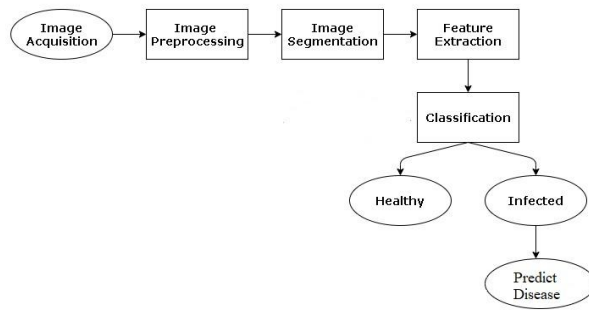 Image
Acquisition
Image
Preprocessing
Image
Segmentation
Feature
Extraction
Classification
Healthy
Infected
Predict
Disease